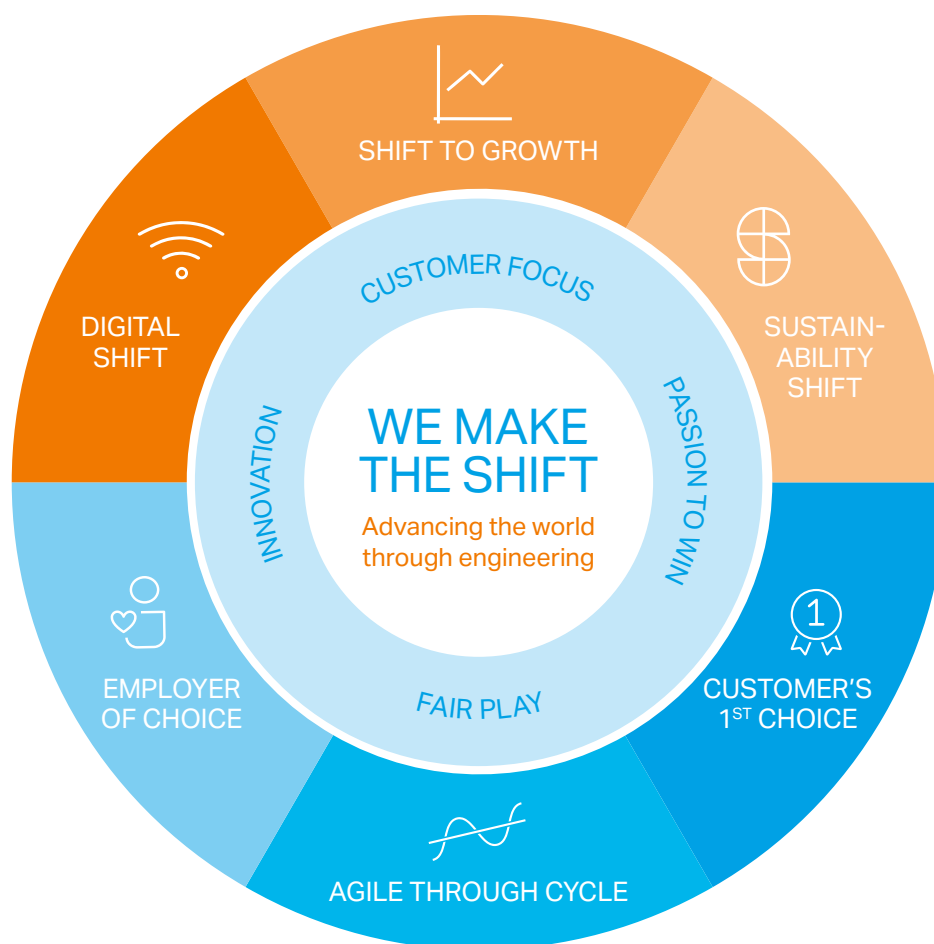 SHIFT TO GROWTH
DIGITAL
SHIFT
SUSTAIN-
ABILITY
SHIFT
CUSTOMER FOCUS
INNOVATION
PASSION TO WIN
FAIR PLAY
WE MAKE
THE SHIFT
Advancing the world
through engineering
EMPLOYER
OF CHOICE
1
CUSTOMER’S
1ST CHOICE
AGILE THROUGH CYCLE